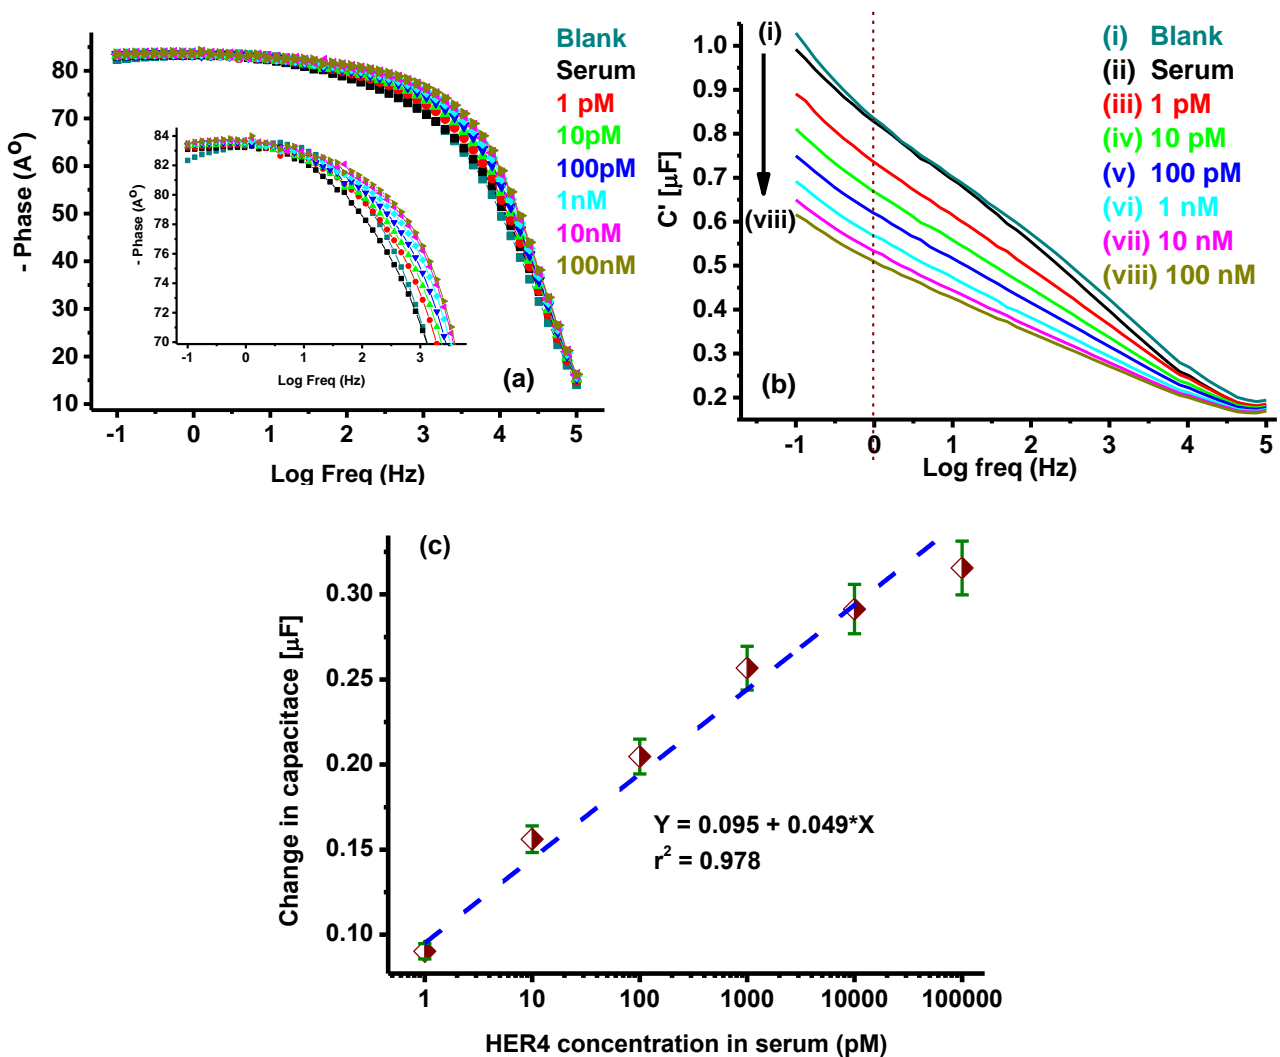 80
70
60
50
40
30
20
10
- Phase (A⁰)
-1 0 1 2 3 4 5
Log Freq (Hz)
Blank
Serum
1 pM
10pM
100pM
1nM
10nM
100nM
84
82
80
78
76
74
72
70
- Phase (A⁰)
-1 0 1 2 3
Log Freq (Hz)
(a)
1.0
0.9
0.8
0.7
0.6
0.5
0.4
0.3
0.2
C' [µF]
(i)
(viii)
-1 0 1 2 3 4 5
Log freq (Hz)
(i) Blank
(ii) Serum
(iii) 1 pM
(iv) 10 pM
(v) 100 pM
(vi) 1 nM
(vii) 10 nM
(viii) 100 nM
(b)
(c)
0.30
0.25
0.20
0.15
0.10
Change in capacitace [µF]
Y = 0.095 + 0.049*X
r² = 0.978
1 10 100 1000 10000 100000
HER4 concentration in serum (pM)